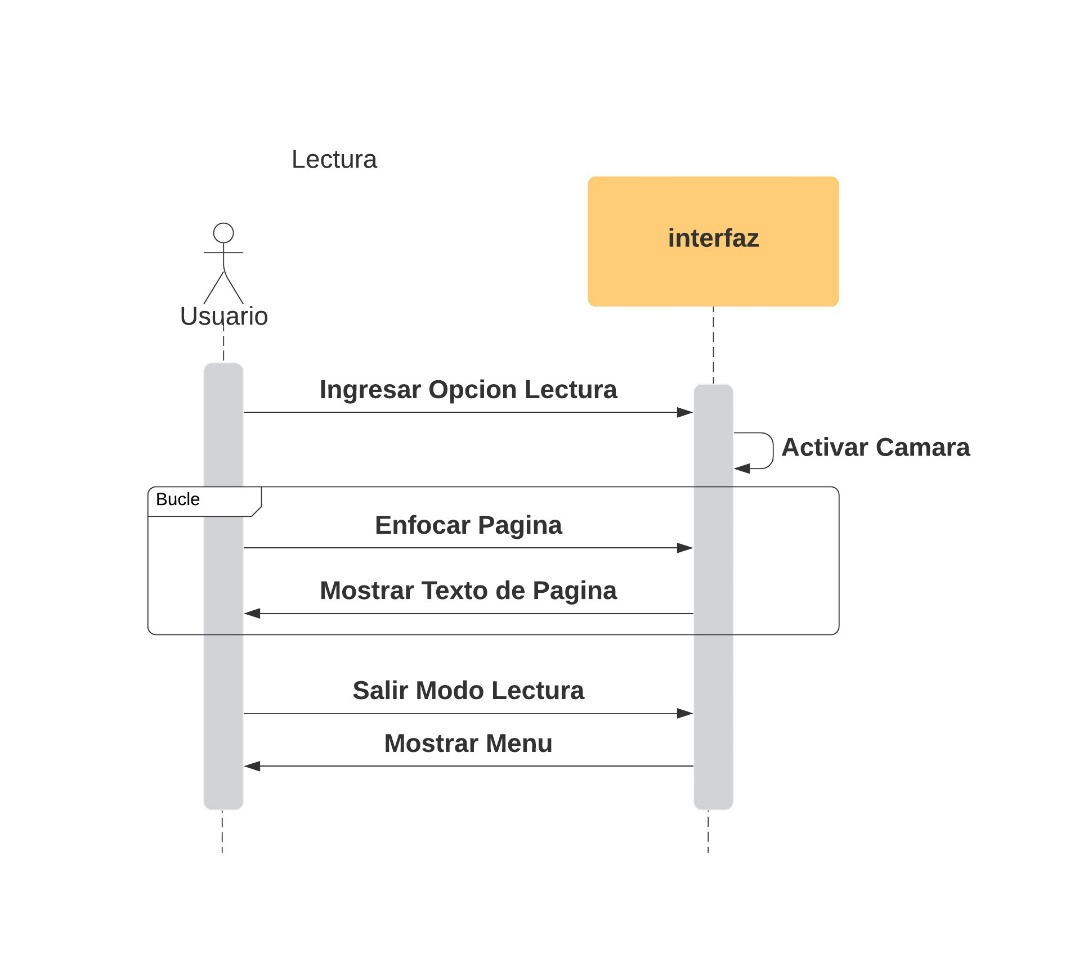 Lectura
interfaz
Usuario
Ingresar Opcion Lectura
Activar Camara
Bucle
Enfocar Pagina
Mostrar Texto de Pagina
Salir Modo Lectura
Mostrar Menu